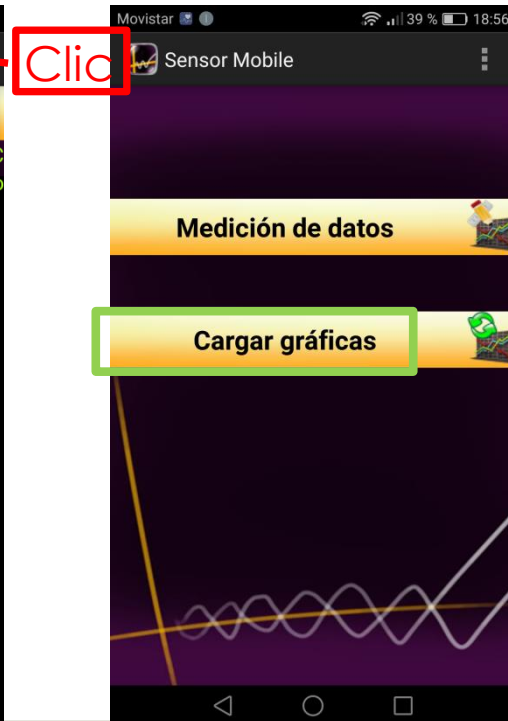 Movistar 39 % 18:56
Clic
Sensor Mobile
Medición de datos
Cargar gráficas